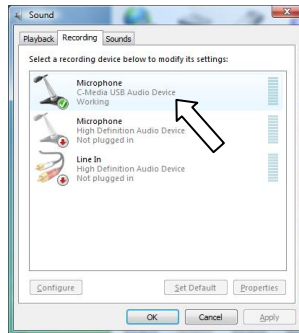 Sound
Playback Recording Sounds
Select a recording device below to modify its settings:
Microphone
C-Media USB Audio Device
Working
Microphone
High Definition Audio Device
Not plugged in
Line In
High Definition Audio Device
Not plugged in
Configure Set Default Properties
OK Cancel Apply